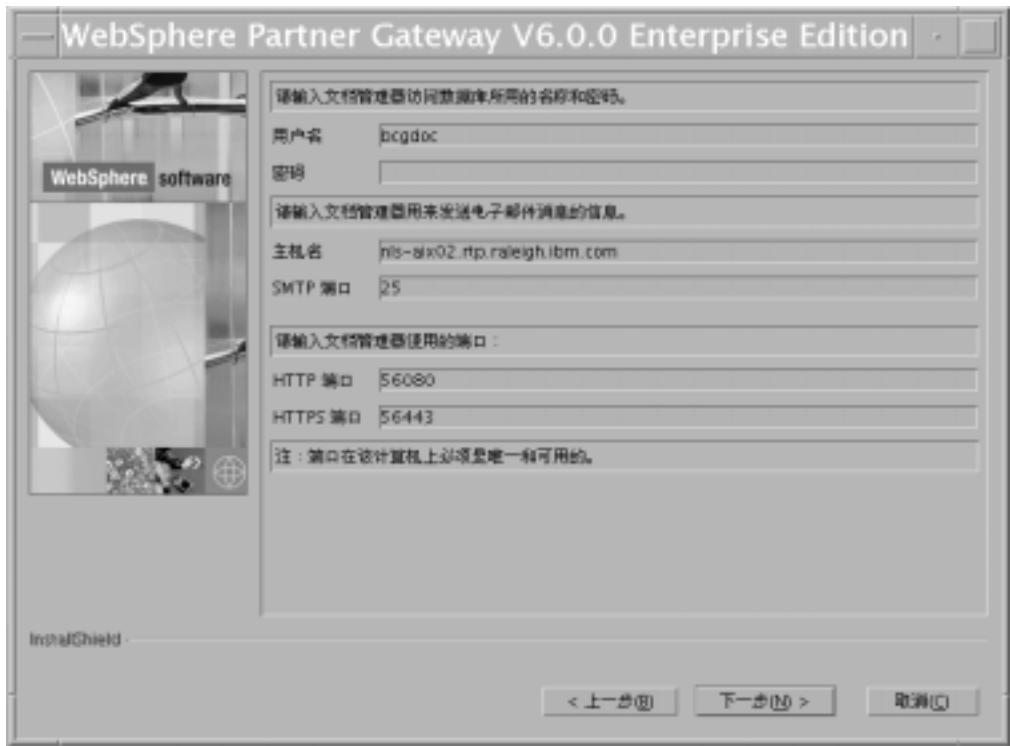 WebSphere Partner Gateway V6.0.0 Enterprise Edition
WebSphere software
请输入文档管理器访问数据库所用的名称和密码。
用户名 bcgdoc
密码
请输入文档管理器用来发送电子邮件消息的信息。
主机名 nls-aix02.rtp.raleigh.ibm.com
SMTP 端口 25
请输入文档管理器使用的端口：
HTTP 端口 56080
HTTPS 端口 56443
注：端口在该计算机上必须是唯一和可用的。
InstallShield
< 上一步(B) 下一步(N) > 取消(C)